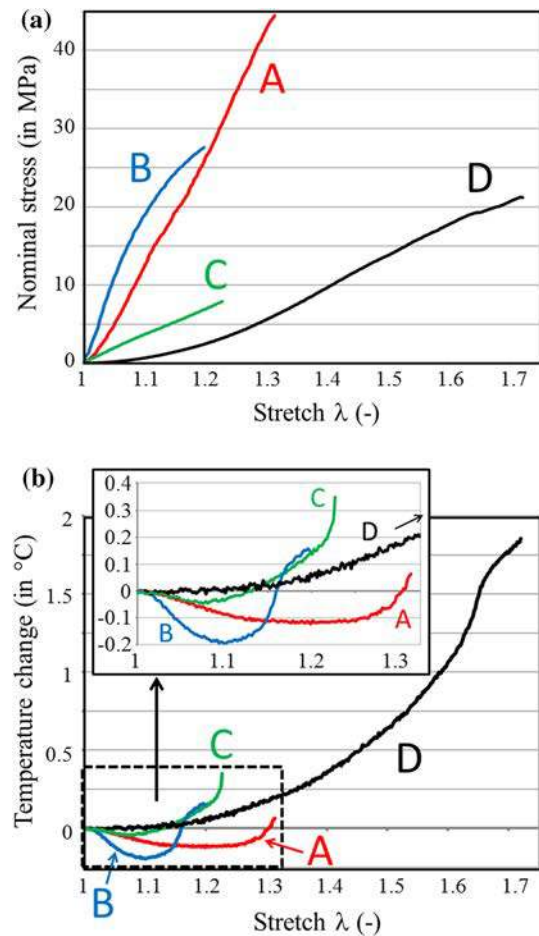 (a)
Nominal stress (in MPa)
40
30
20
10
0
A
B
C
D
1 1.1 1.2 1.3 1.4 1.5 1.6 1.7
Stretch λ (-)
(b)
Temperature change (in °C)
2
1.5
1
0.5
0
0.4
0.3
0.2
0.1
0
-0.1
-0.2
C
D
B
A
1 1.1 1.2 1.3
C
D
B
A
1 1.1 1.2 1.3 1.4 1.5 1.6 1.7
Stretch λ (-)